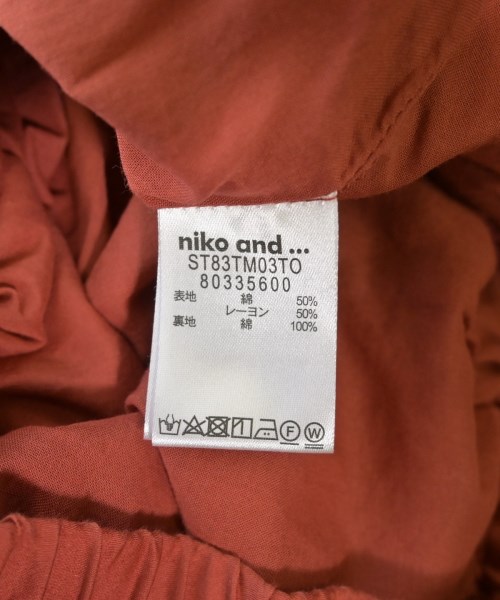 niko and ...
ST83TM03TO
80335600
表地 綿 50%
レーヨン 50%
裏地 綿 100%
F W